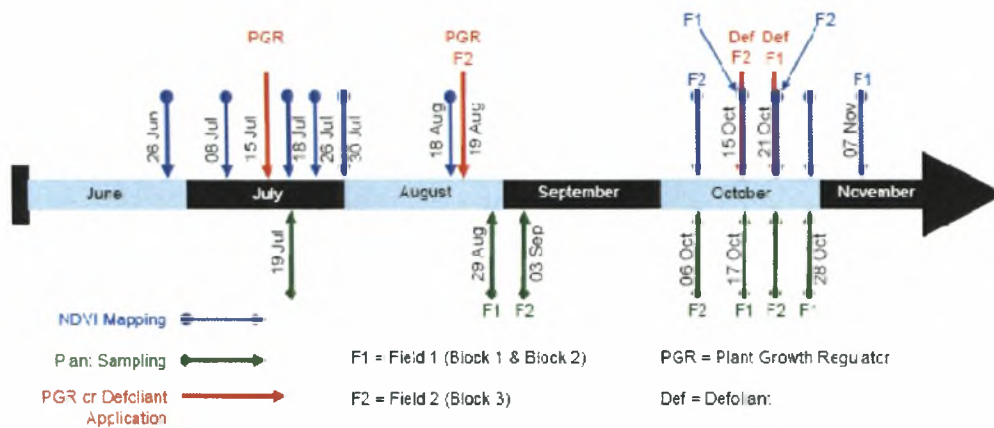 F1
F2
PGR
PGR
F2
Def
F2
Def
F1
F2
F1
26 Jun
08 Jul
15 Jul
18 Jul
26 Jul
30 Jul
18 Aug
19 Aug
15 Oct
21 Oct
07 Nov
June
July
August
September
October
November
19 Jul
29 Aug
03 Sep
06 Oct
17 Oct
28 Oct
F1
F2
F2
F1
F2
F1
NDVI Mapping
Plant Sampling
PGR or Defoliant
Application
F1 = Field 1 (Block 1 & Block 2)
F2 = Field 2 (Block 3)
PGR = Plant Growth Regulator
Def = Defoliant